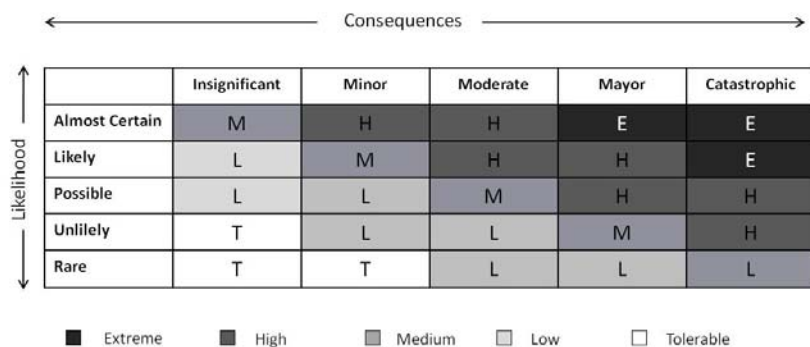 Consequences
Likelihood
Insignificant Minor Moderate Mayor Catastrophic
Almost Certain M H H E E
Likely L M H H E
Possible L L M H H
Unlilely T L L M H
Rare T T L L L
Extreme High Medium Low Tolerable